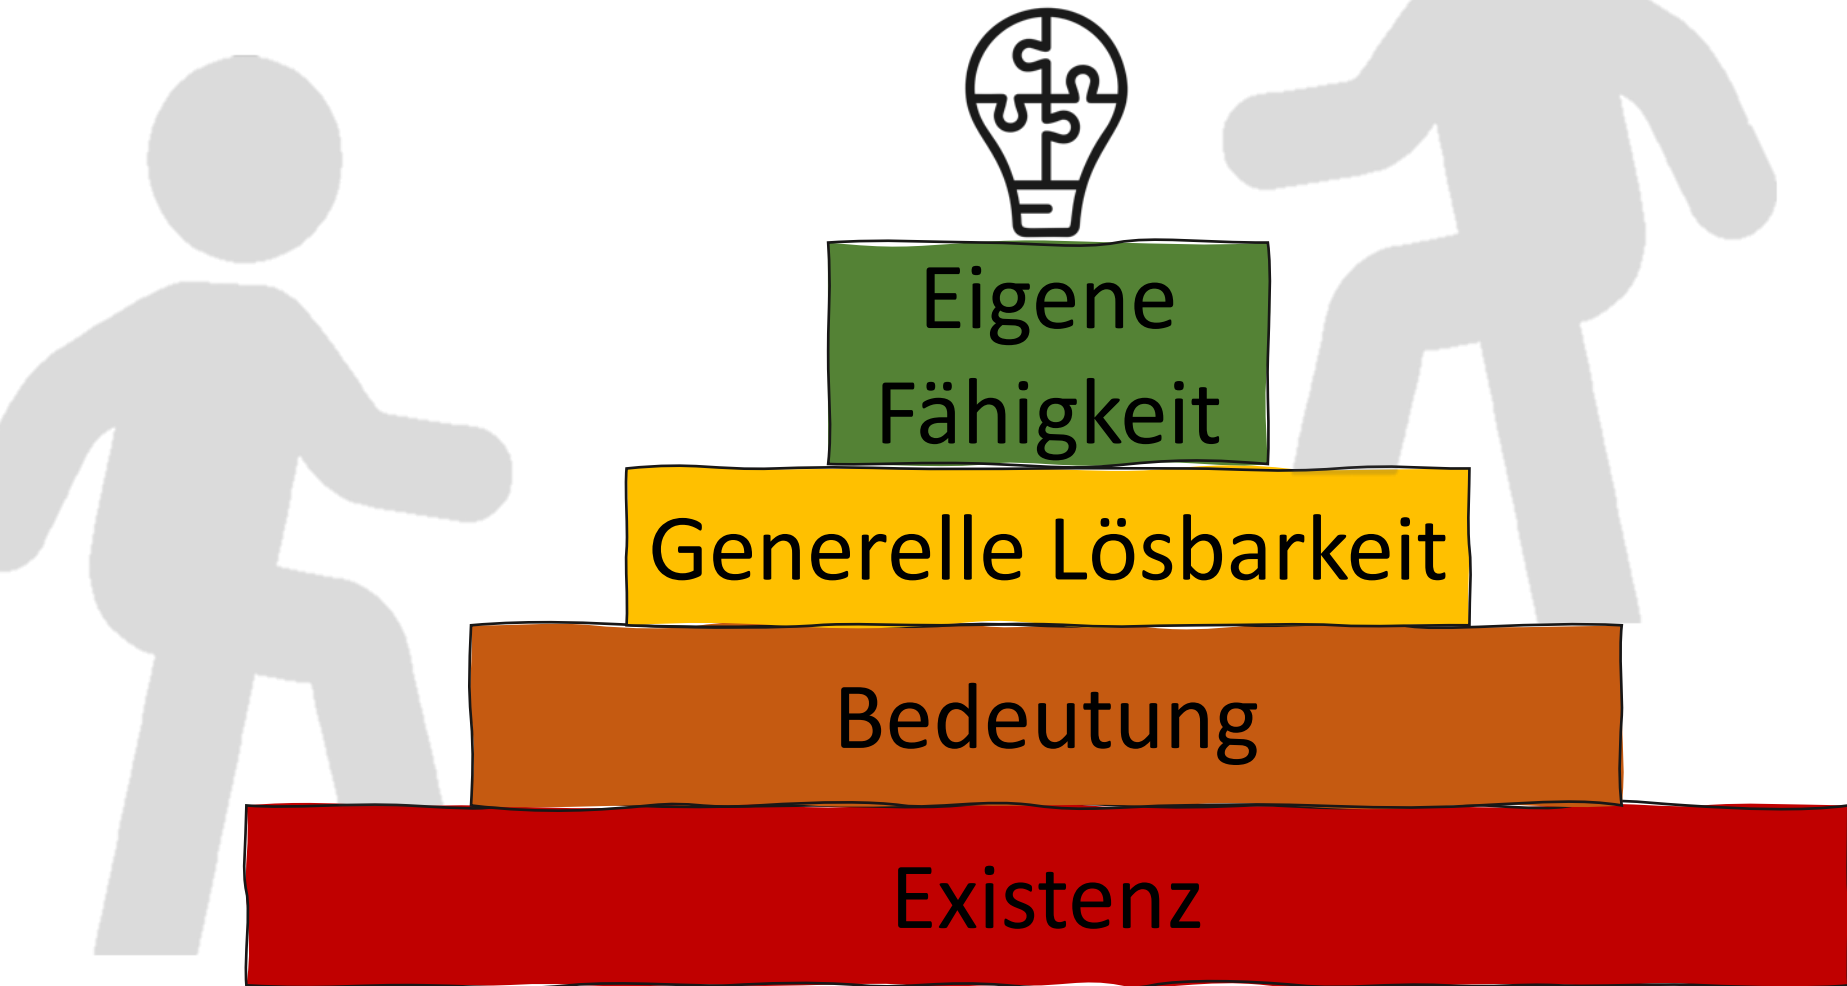 Eigene
Fähigkeit
Generelle Lösbarkeit
Bedeutung
Existenz